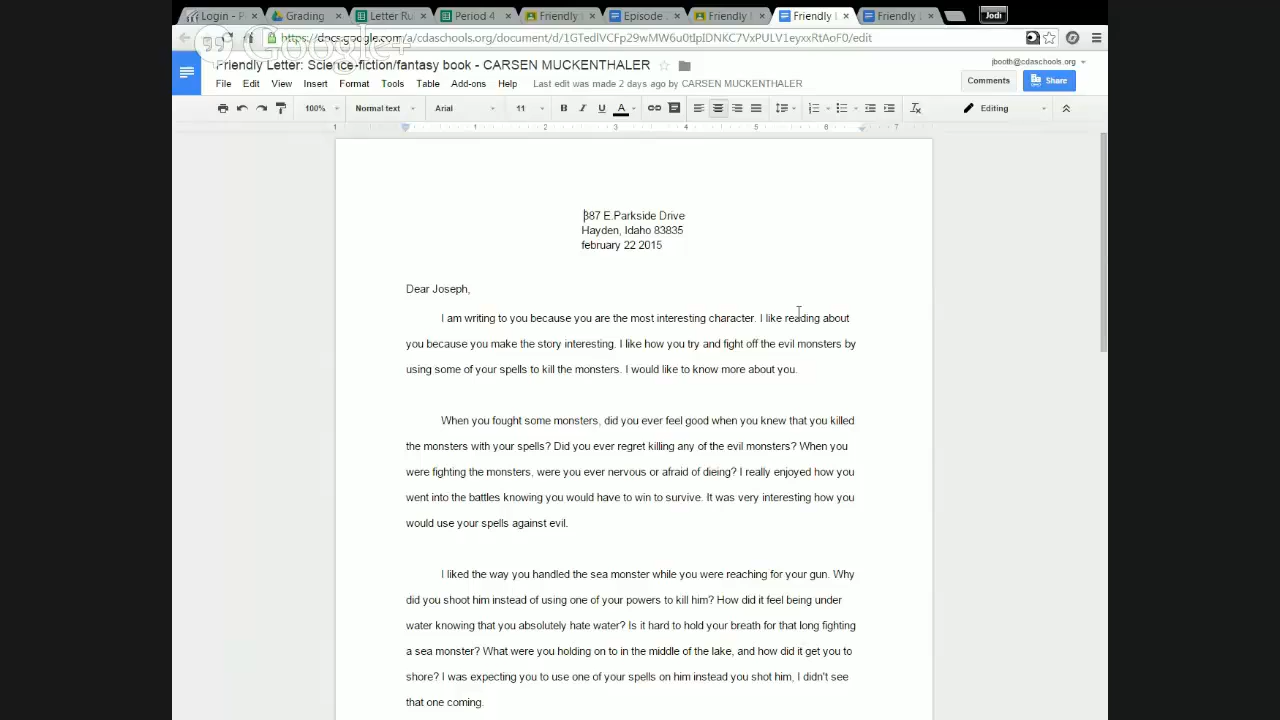 Login - P
Grading
Letter Ru
Period 4
Friendly
Episode
Friendly
Friendly
Friendly
Jodi
https://docs.google.com/a/cdaschools.org/document/d/1GTedlVCFp29wMW6u0tIpIDNKC7VxPULV1eyxxRtAoF0/edit
Google+
Friendly Letter: Science-fiction/fantasy book - CARSEN MUCKENTHALER
jbooth@cdaschools.org
File Edit View Insert Format Tools Table Add-ons Help Last edit was made 2 days ago by CARSEN MUCKENTHALER
Comments Share
100% Normal text Arial 11 B I U A Editing
1 1 2 3 4 5 6 7
387 E.Parkside Drive
Hayden, Idaho 83835
february 22 2015
Dear Joseph,
I am writing to you because you are the most interesting character. I like reading about
you because you make the story interesting. I like how you try and fight off the evil monsters by
using some of your spells to kill the monsters. I would like to know more about you.
When you fought some monsters, did you ever feel good when you knew that you killed
the monsters with your spells? Did you ever regret killing any of the evil monsters? When you
were fighting the monsters, were you ever nervous or afraid of dieing? I really enjoyed how you
went into the battles knowing you would have to win to survive. It was very interesting how you
would use your spells against evil.
I liked the way you handled the sea monster while you were reaching for your gun. Why
did you shoot him instead of using one of your powers to kill him? How did it feel being under
water knowing that you absolutely hate water? Is it hard to hold your breath for that long fighting
a sea monster? What were you holding on to in the middle of the lake, and how did it get you to
shore? I was expecting you to use one of your spells on him instead you shot him, I didn't see
that one coming.